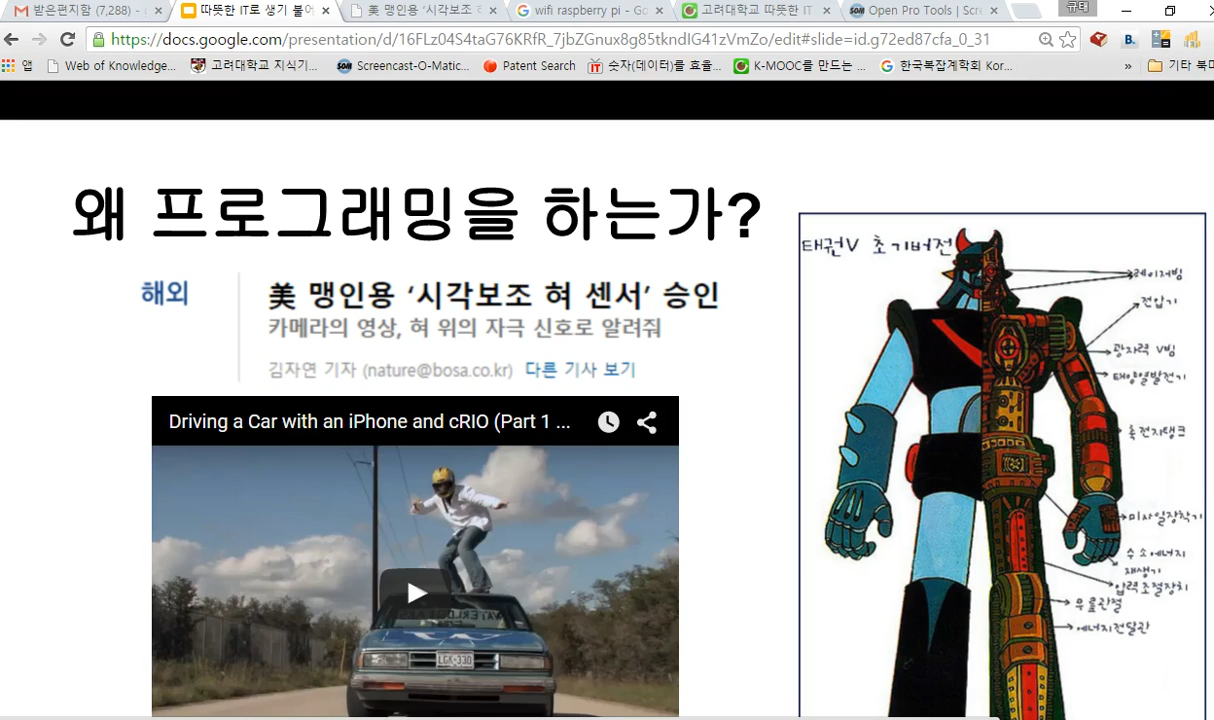 받은편지함 (7,288) -
따뜻한 IT로 생기 불어
美 맹인용 '시각보조 ᄒ
wifi raspberry pi - Go
고려대학교 따뜻한 IT
Open Pro Tools | Scre
규태
https://docs.google.com/presentation/d/16FLz04S4taG76KRfR_7jbZGnux8g85tkndIG41zVmZo/edit#slide=id.g72ed87cfa_0_31
앱
Web of Knowledge...
고려대학교 지식기...
Screencast-O-Matic...
Patent Search
숫자(데이터)를 효율...
K-MOOC를 만드는 ...
한국복잡계학회 Kor...
»
기타 북마
왜 프로그래밍을 하는가?
해외
美 맹인용 ‘시각보조 혀 센서’ 승인
카메라의 영상, 혀 위의 자극 신호로 알려줘
김자연 기자 (nature@bosa.co.kr) 다른 기사 보기
Driving a Car with an iPhone and cRIO (Part 1 ...
LGK-330
태권V 초기버전
레이저빔
전압기
광자력 V빔
태양열발전기
축전지탱크
미사일장착기
수소에너지
재생기
압력조절장치
무릎관절
에너지전달관